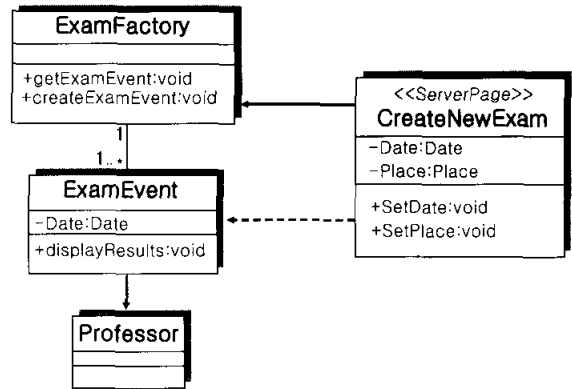 ExamFactory
+getExamEvent:void
+createExamEvent:void
1
1..*
ExamEvent
-Date:Date
+displayResults:void
Professor
<<ServerPage>>
CreateNewExam
-Date:Date
-Place:Place
+SetDate:void
+SetPlace:void